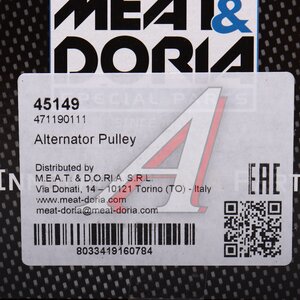 MEAT&
DORIA
45149
471190111
Alternator Pulley
Distributed by
M.E.A.T. & D.O.R.I.A. S.R.L.
Via Donati, 14 – 10121 Torino (TO) - Italy
www.meat-doria.com
meat-doria@meat-doria.com
EAC
8033419160784